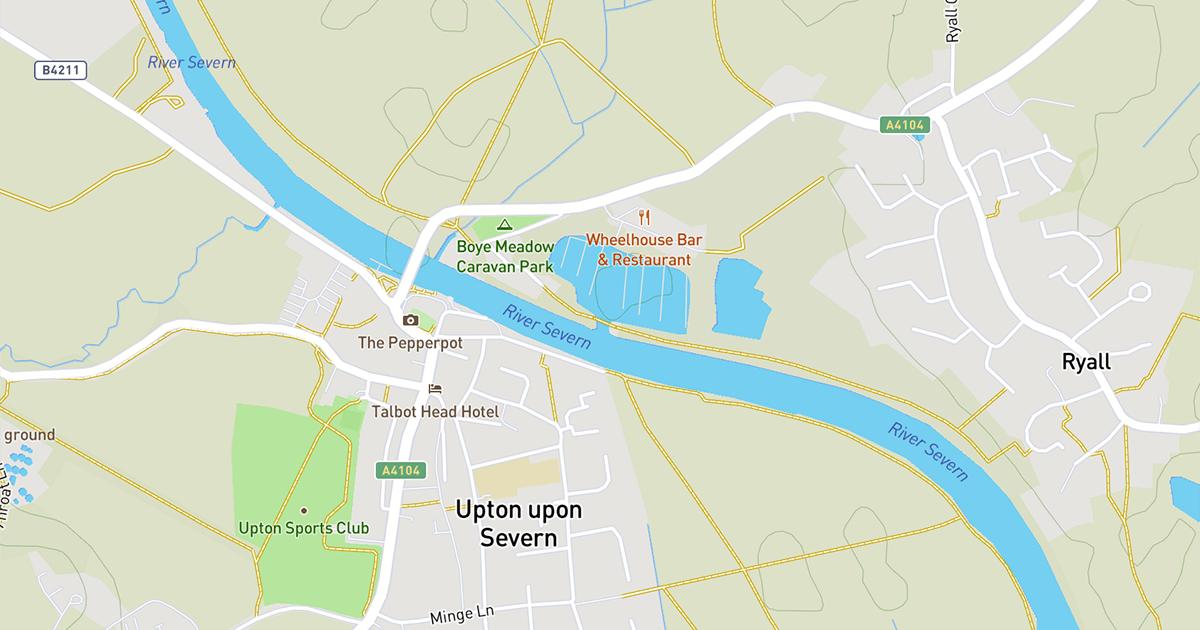 rn
Ryall
B4211
River Severn
A4104
Wheelhouse Bar
& Restaurant
Boye Meadow
Caravan Park
River Severn
The Pepperpot
Ryall
Talbot Head Hotel
ground
River Severn
A4104
Upton upon
Severn
Upton Sports Club
Minge Ln